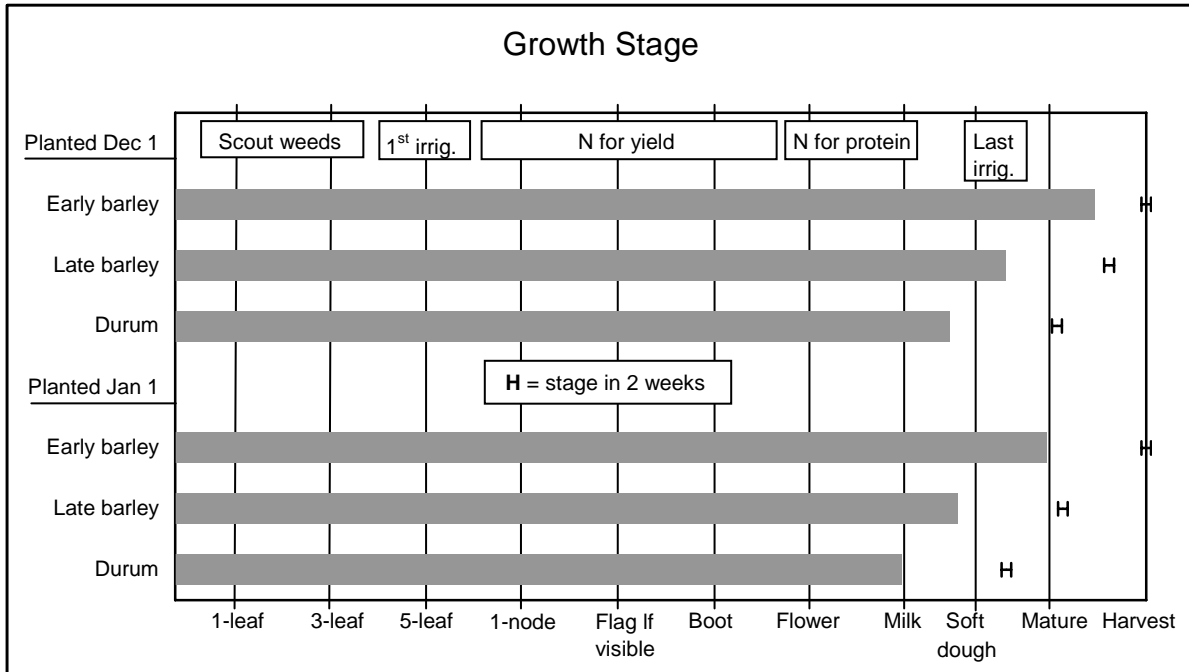 Growth Stage
Planted Dec 1
Scout weeds
1st irrig.
N for yield
N for protein
Last
irrig.
Early barley
H
Late barley
H
Durum
H
Planted Jan 1
H = stage in 2 weeks
Early barley
H
Late barley
H
Durum
H
1-leaf
3-leaf
5-leaf
1-node
Flag lf
visible
Boot
Flower
Milk
Soft
dough
Mature
Harvest